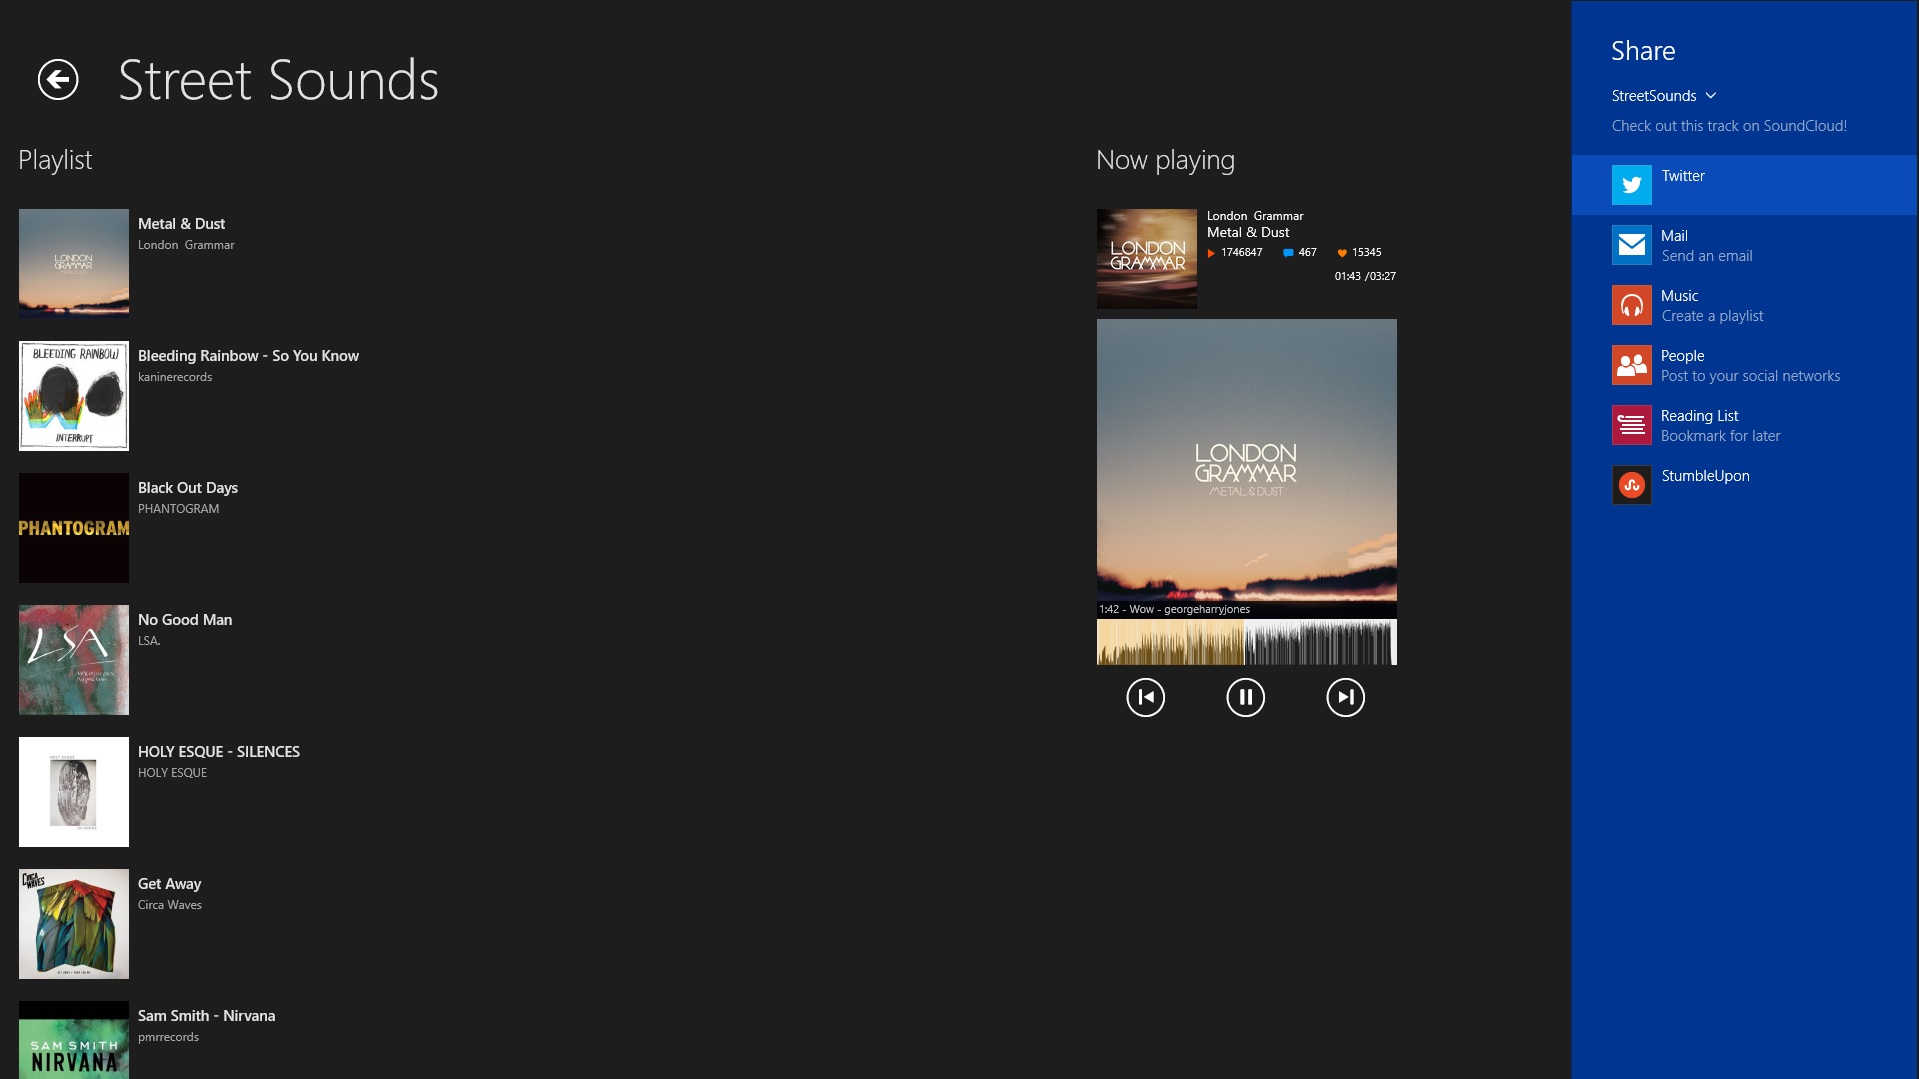 Street Sounds
Playlist
LONDON
GRAMMAR
METAL & DUST
Metal & Dust
London Grammar
BLEEDING RAINBOW
INTERRUPT
Bleeding Rainbow - So You Know
kaninerecords
PHANTOGRAM
Black Out Days
PHANTOGRAM
LSA
No Good Man
LSA.
HOLY ESQUE - SILENCES
HOLY ESQUE
CIRCA
WAVES
Get Away
Circa Waves
SAM SMITH
NIRVANA
Sam Smith - Nirvana
pmrrecords
Now playing
LONDON
GRAMMAR
London Grammar
Metal & Dust
1746847 467 15345
01:43 /03:27
LONDON
GRAMMAR
METAL & DUST
1:42 - Wow - georgeharryjones
Share
StreetSounds
Check out this track on SoundCloud!
Twitter
Mail
Send an email
Music
Create a playlist
People
Post to your social networks
Reading List
Bookmark for later
StumbleUpon